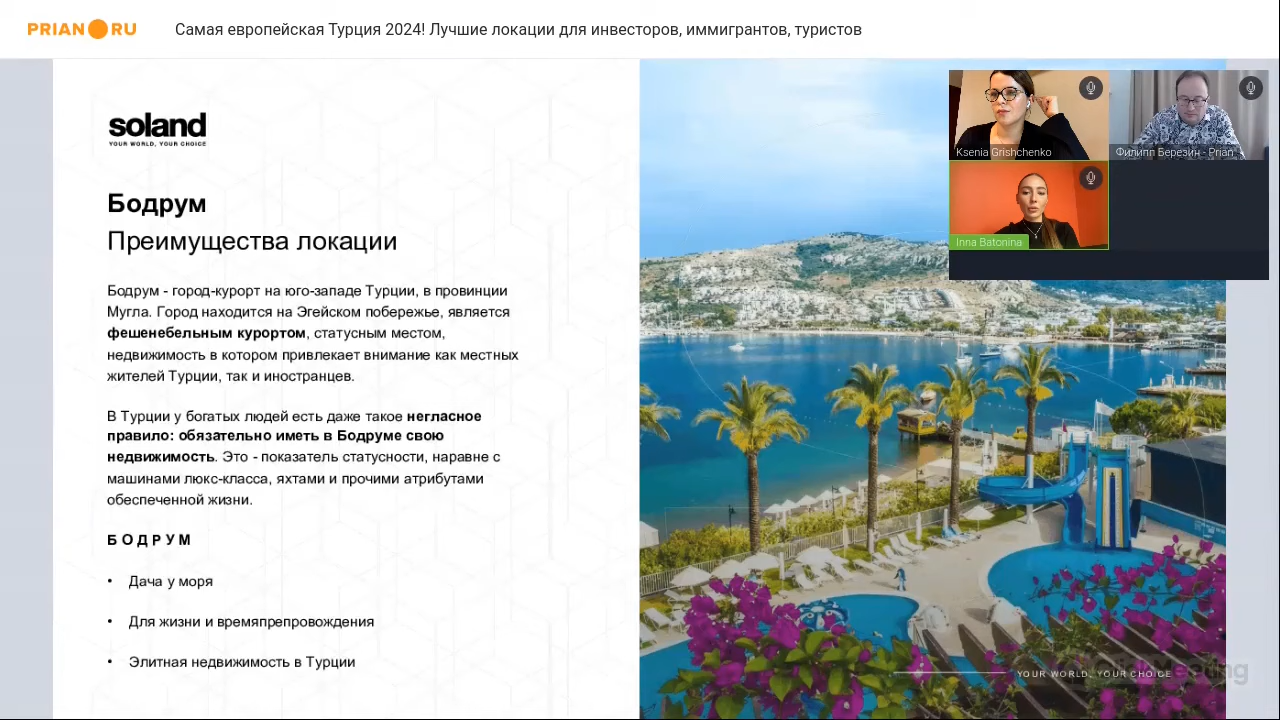 PRIAN RU
Самая европейская Турция 2024! Лучшие локации для инвесторов, иммигрантов, туристов
soland
YOUR WORLD, YOUR CHOICE
Бодрум
Преимущества локации
Бодрум - город-курорт на юго-западе Турции, в провинции
Мугла. Город находится на Эгейском побережье, является
фешенебельным курортом, статусным местом,
недвижимость в котором привлекает внимание как местных
жителей Турции, так и иностранцев.
В Турции у богатых людей есть даже такое негласное
правило: обязательно иметь в Бодруме свою
недвижимость. Это - показатель статусности, наравне с
машинами люкс-класса, яхтами и прочими атрибутами
обеспеченной жизни.
БОДРУМ
• Дача у моря
• Для жизни и времяпрепровождения
• Элитная недвижимость в Турции
Ksenia Grishchenko
Филипп Березин - Prian
Inna Batonina
YOUR WORLD, YOUR CHOICE